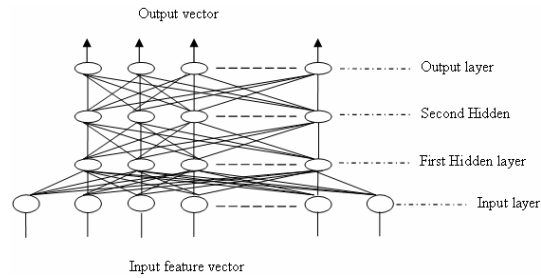 Output vector
Output layer
Second Hidden
First Hidden layer
Input layer
Input feature vector